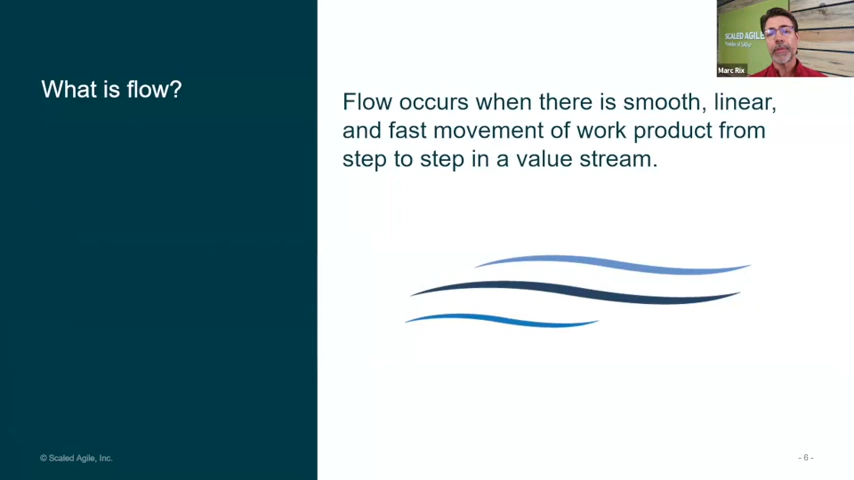 What is flow?
Flow occurs when there is smooth, linear,
and fast movement of work product from
step to step in a value stream.
SCALED AGILE
Marc Rix
© Scaled Agile, Inc.
- 6 -